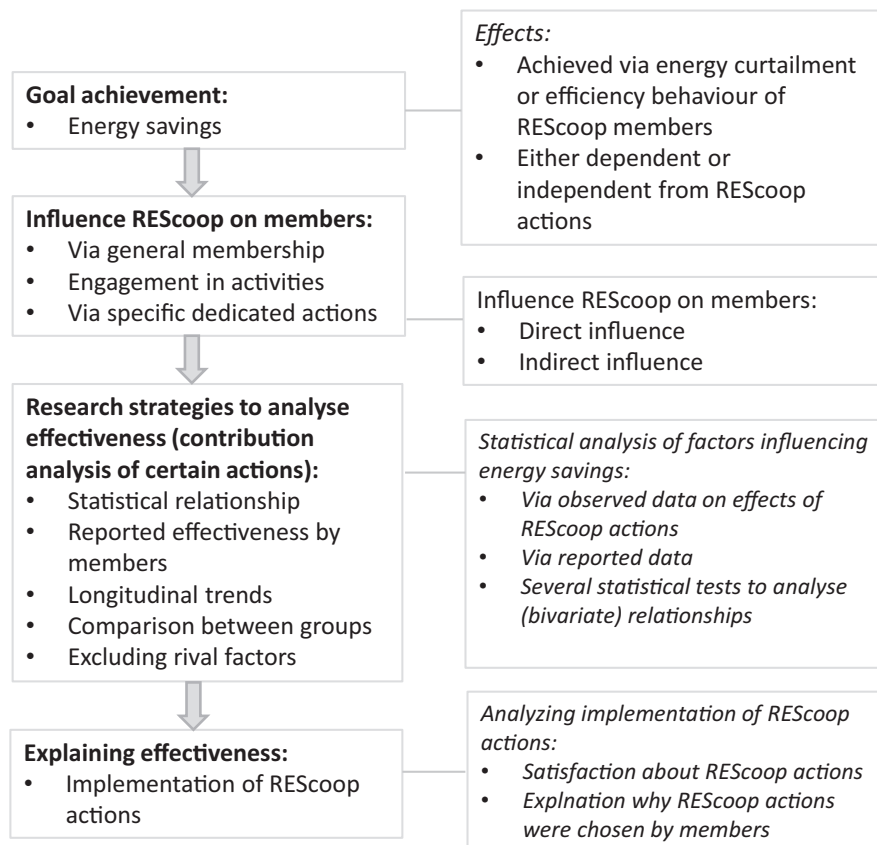 Goal achievement:
• Energy savings
Effects:
• Achieved via energy curtailment
or efficiency behaviour of
REScoop members
• Either dependent or
independent from REScoop
actions
Influence REScoop on members:
• Via general membership
• Engagement in activities
• Via specific dedicated actions
Influence REScoop on members:
• Direct influence
• Indirect influence
Research strategies to analyse
effectiveness (contribution
analysis of certain actions):
• Statistical relationship
• Reported effectiveness by
members
• Longitudinal trends
• Comparison between groups
• Excluding rival factors
Statistical analysis of factors influencing
energy savings:
• Via observed data on effects of
REScoop actions
• Via reported data
• Several statistical tests to analyse
(bivariate) relationships
Explaining effectiveness:
• Implementation of REScoop
actions
Analyzing implementation of REScoop
actions:
• Satisfaction about REScoop actions
• Explnation why REScoop actions
were chosen by members